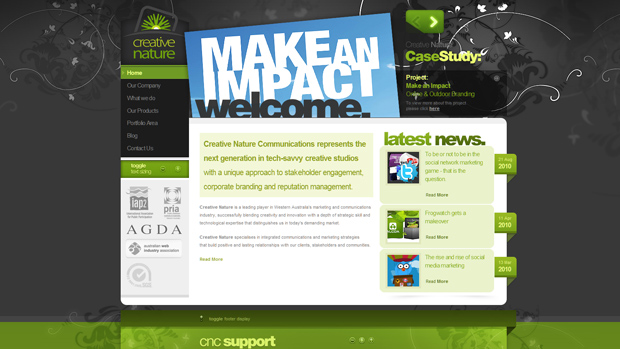 creative
nature
Home
Our Company
What we do
Our Products
Portfolio Area
Blog
Contact Us
toggle
text sizing
iap2
pria
AGDA
australian web
industry association
MAKE AN
IMPACT
welcome.
Creative Nature
CaseStudy:
Project:
Make an Impact
Online & Outdoor Branding
To view more about this project
please click here
Creative Nature Communications represents the
next generation in tech-savvy creative studios
with a unique approach to stakeholder engagement,
corporate branding and reputation management.
Creative Nature is a leading player in Western Australia's marketing and communications
industry, successfully blending creativity and innovation with a depth of strategic skill and
technological expertise that distinguishes us in today's demanding market.
Creative Nature specialises in integrated communications and marketing strategies
that build positive and lasting relationships with our clients, stakeholders and communities.
Read More
latest news.
To be or not to be in the
social network marketing
game - that is the
question.
Read More
21 Aug
2010
Frogwatch gets a
makeover
Read More
11 Apr
2010
The rise and rise of social
media marketing
Read More
11 Apr
2010
toggle footer display
cnc support